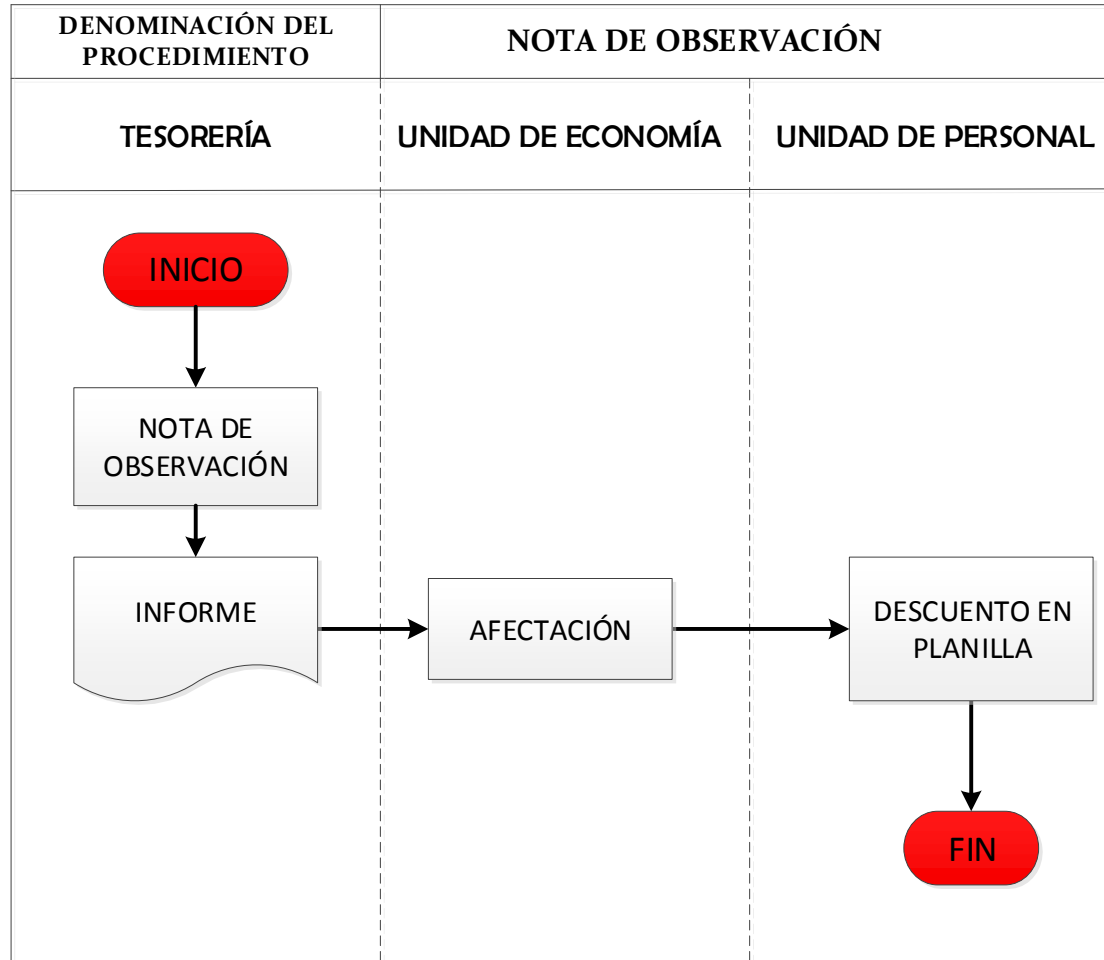 DENOMINACIÓN DEL
PROCEDIMIENTO
NOTA DE OBSERVACIÓN
TESORERÍA
UNIDAD DE ECONOMÍA
UNIDAD DE PERSONAL
INICIO
NOTA DE
OBSERVACIÓN
INFORME
AFECTACIÓN
DESCUENTO EN
PLANILLA
FIN